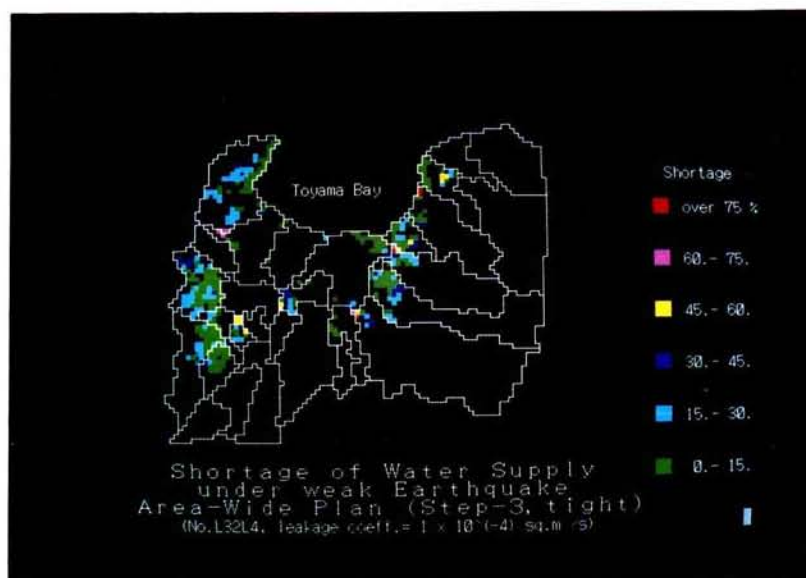 Toyama Bay
Shortage
over 75 %
60.- 75.
45.- 60.
30.- 45.
15.- 30.
0.- 15.
Shortage of Water Supply
under weak Earthquake
Area-Wide Plan (Step-3, tight)
(No.L32L4, leakage coeff.= 1 x 10^(-4) sq.m /s)